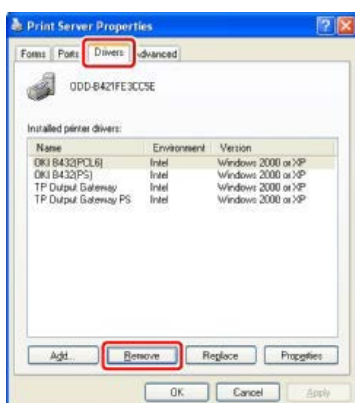 Print Server Properties
Forms Ports Drivers Advanced
ODD-B421FE3CC5E
Installed printer drivers:
Name Environment Version
OKI B432(PCL6) Intel Windows 2000 or XP
OKI B432(PS) Intel Windows 2000 or XP
TP Output Gateway Intel Windows 2000 or XP
TP Output Gateway PS Intel Windows 2000 or XP
Add... Remove Replace Properties
OK Cancel Apply